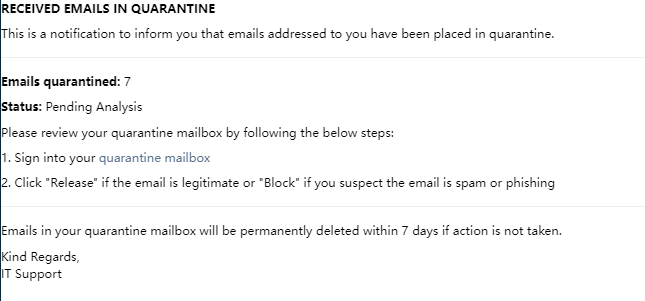 RECEIVED EMAILS IN QUARANTINE
This is a notification to inform you that emails addressed to you have been placed in quarantine.
Emails quarantined: 7
Status: Pending Analysis
Please review your quarantine mailbox by following the below steps:
1. Sign into your quarantine mailbox
2. Click "Release" if the email is legitimate or "Block" if you suspect the email is spam or phishing
Emails in your quarantine mailbox will be permanently deleted within 7 days if action is not taken.
Kind Regards,
IT Support